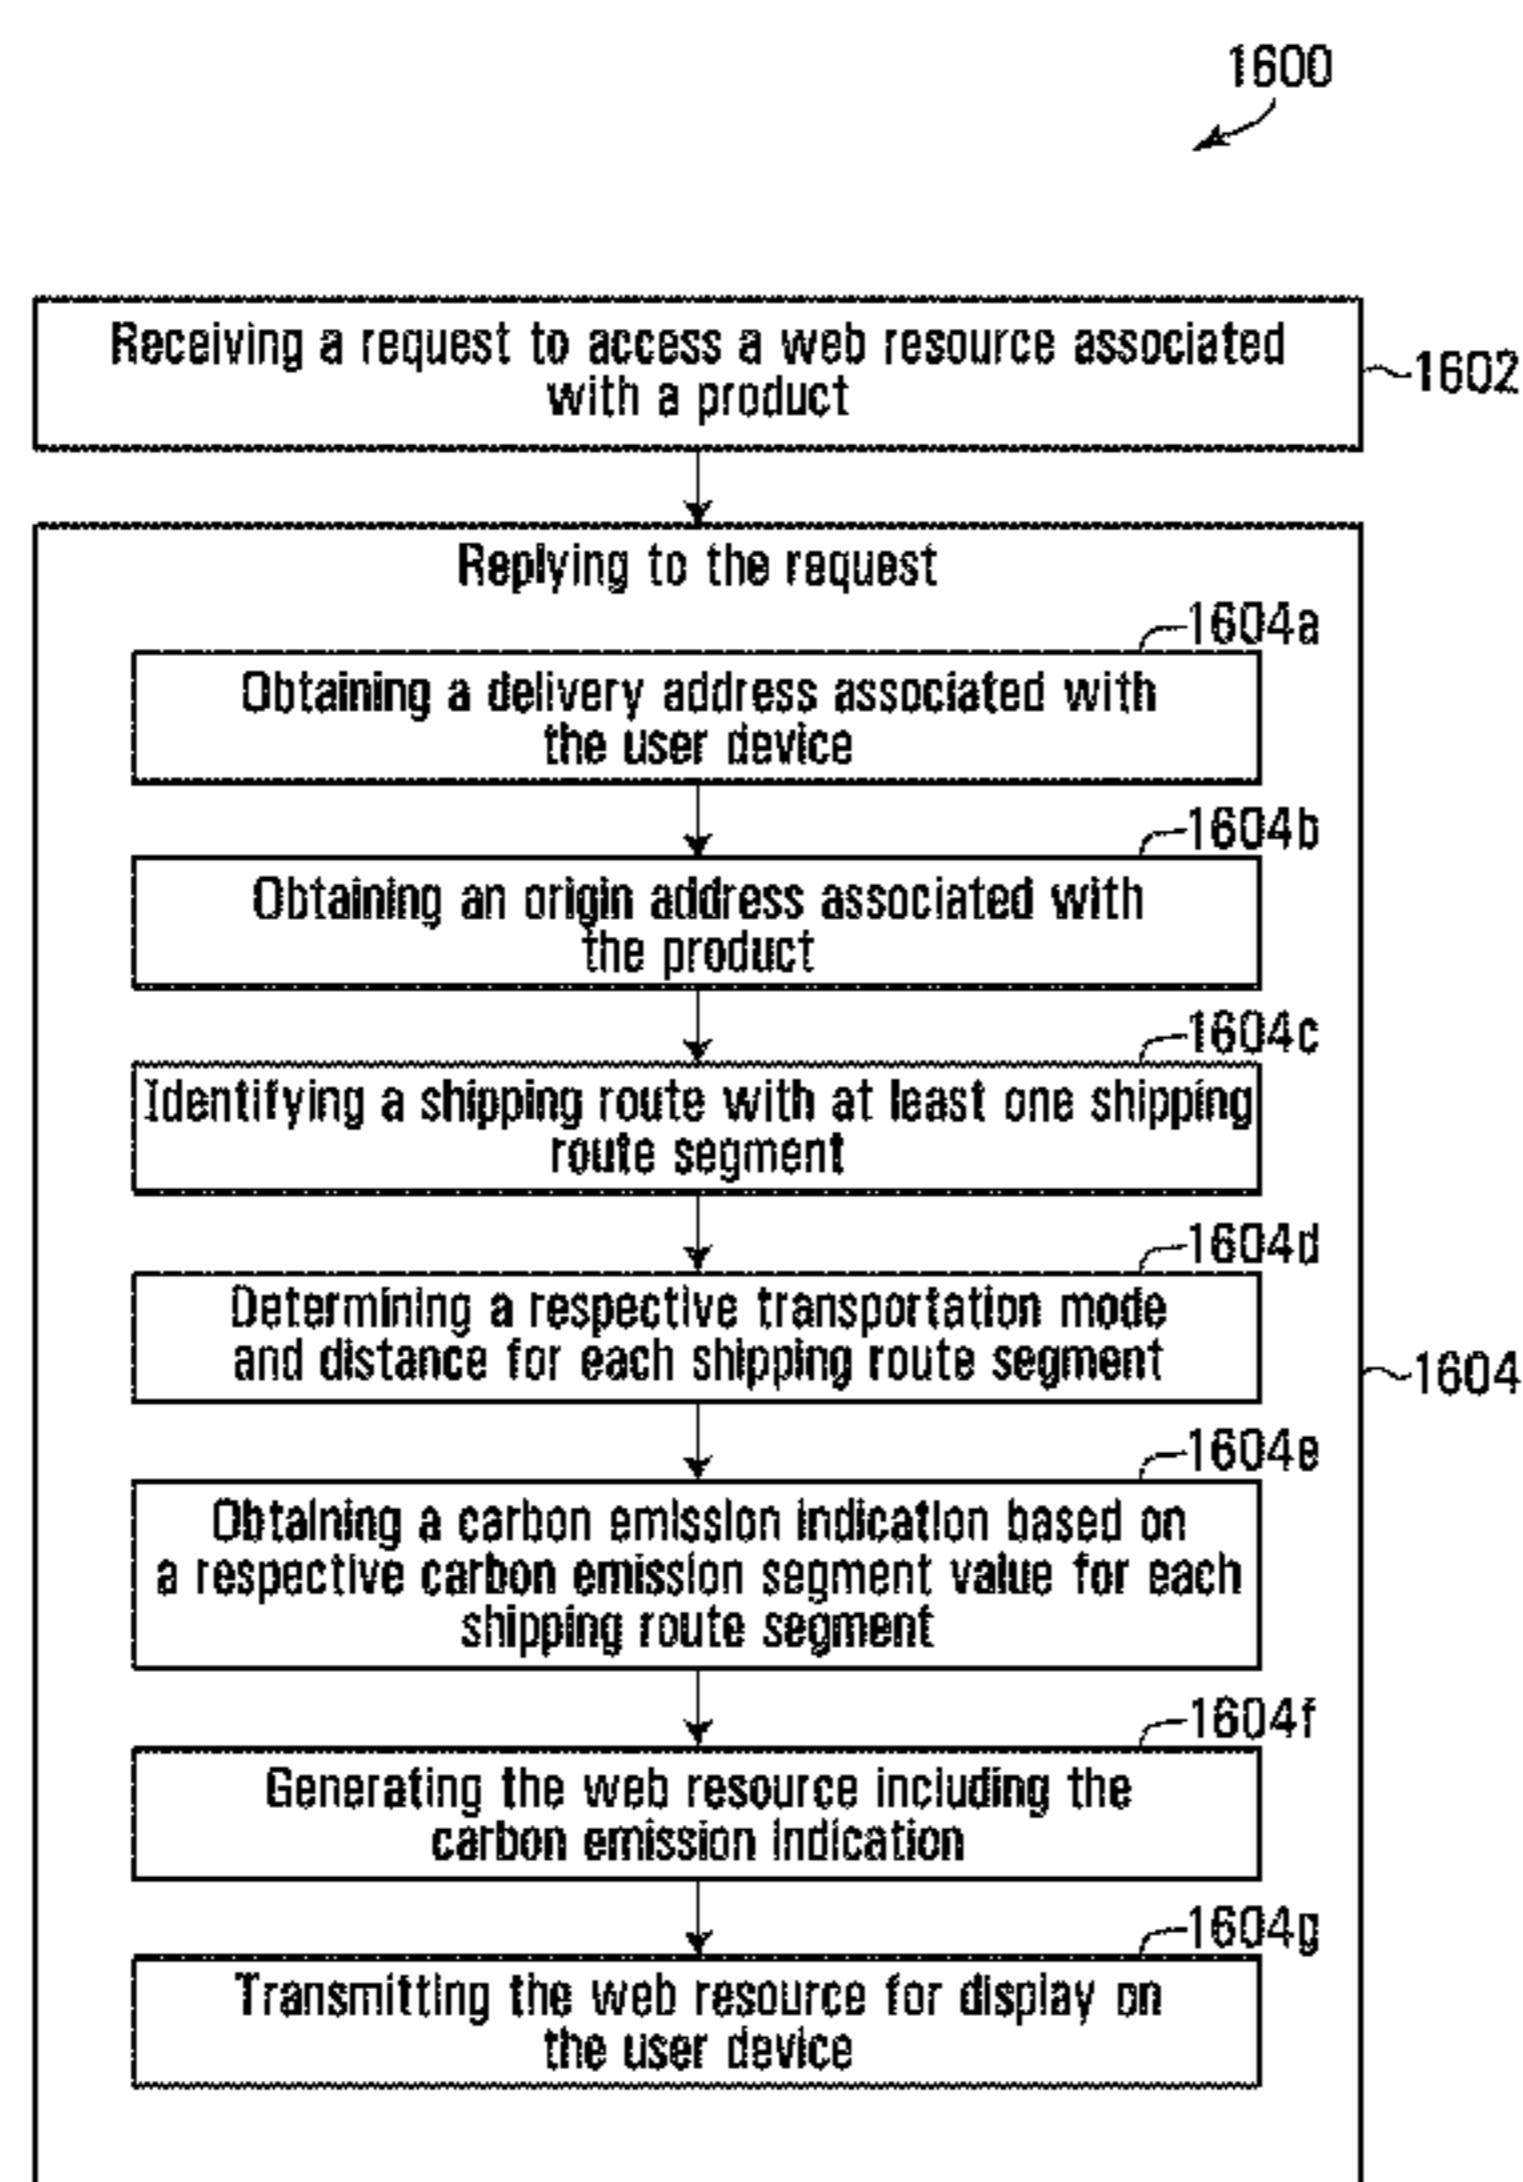 1600
Receiving a request to access a web resource associated
with a product
1602
Replying to the request
1604a
Obtaining a delivery address associated with
the user device
1604b
Obtaining an origin address associated with
the product
1604c
Identifying a shipping route with at least one shipping
route segment
1604d
Determining a respective transportation mode
and distance for each shipping route segment
1604
1604e
Obtaining a carbon emission indication based on
a respective carbon emission segment value for each
shipping route segment
1604f
Generating the web resource including the
carbon emission indication
1604g
Transmitting the web resource for display on
the user device